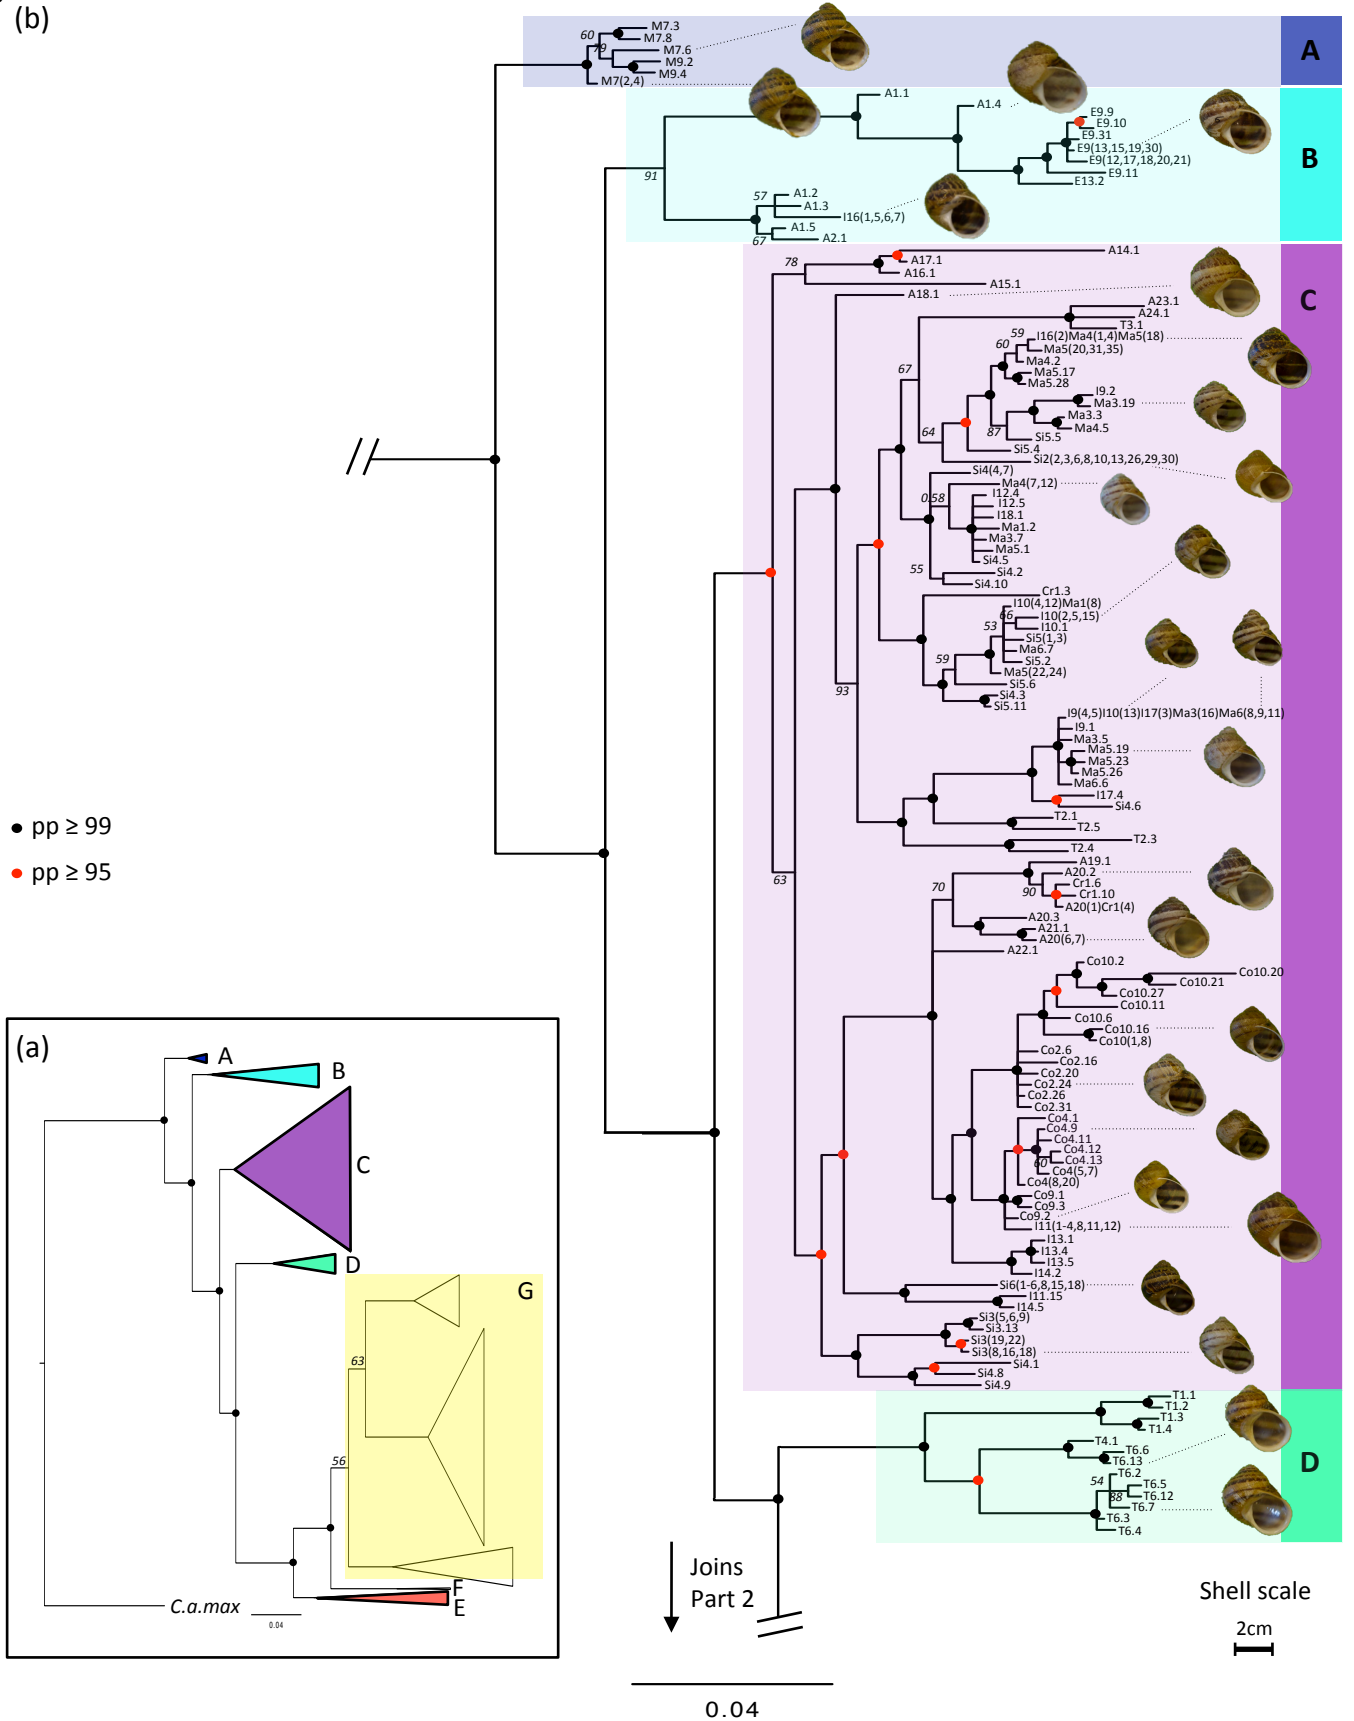 (b)
A
60
M7.3
M7.8
79
M7.6
M9.2
M9.4
M7(2,4)
B
A1.1
A1.4
E9.9
E9.10
E9.31
E9(13,15,19,30)
E9(12,17,18,20,21)
E9.11
E13.2
91
57
A1.2
A1.3
I16(1,5,6,7)
A1.5
67
A2.1
C
78
A14.1
A17.1
A16.1
A15.1
A18.1
A23.1
A24.1
T3.1
59
I16(2)Ma4(1,4)Ma5(18)
60
Ma5(20,31,35)
Ma4.2
67
Ma5.17
Ma5.28
I9.2
Ma3.19
Ma3.3
Ma4.5
64
87
Si5.5
Si5.4
Si2(2,3,6,8,10,13,26,29,30)
Si4(4,7)
Ma4(7,12)
0.58
I12.4
I12.5
I18.1
Ma1.2
Ma3.7
Ma5.1
Si4.5
55
Si4.2
Si4.10
Cr1.3
I10(4,12)Ma1(8)
66
I10(2,5,15)
53
I10.1
Si5(1,3)
Ma6.7
59
Si5.2
Ma5(22,24)
Si5.6
93
Si4.3
Si5.11
I9(4,5)I10(13)I17(3)Ma3(16)Ma6(8,9,11)
I9.1
Ma3.5
Ma5.19
Ma5.23
Ma5.26
Ma6.6
I17.4
Si4.6
T2.1
T2.5
T2.3
T2.4
pp ≥ 99
pp ≥ 95
63
A19.1
70
A20.2
90
Cr1.6
Cr1.10
A20(1)Cr1(4)
A20.3
A21.1
A20(6,7)
A22.1
Co10.2
Co10.20
Co10.21
Co10.27
Co10.11
Co10.6
Co10.16
Co10(1,8)
Co2.6
Co2.16
Co2.20
Co2.24
Co2.26
Co2.31
Co4.1
Co4.9
Co4.11
Co4.12
60
Co4.13
Co4(5,7)
Co4(8,20)
Co9.1
Co9.3
Co9.2
I11(1-4,8,11,12)
I13.1
I13.4
I13.5
I14.2
Si6(1-6,8,15,18)
I11.15
I14.5
Si3(5,6,9)
Si3.13
Si3(19,22)
Si3(8,16,18)
Si4.1
Si4.8
Si4.9
D
T1.1
T1.2
T1.3
T1.4
T4.1
T6.6
T6.13
54
T6.2
88
T6.5
T6.12
T6.7
T6.3
T6.4
Joins
Part 2
Shell scale
2cm
0.04
(a)
A
B
C
D
G
63
56
F
E
C.a.max
0.04